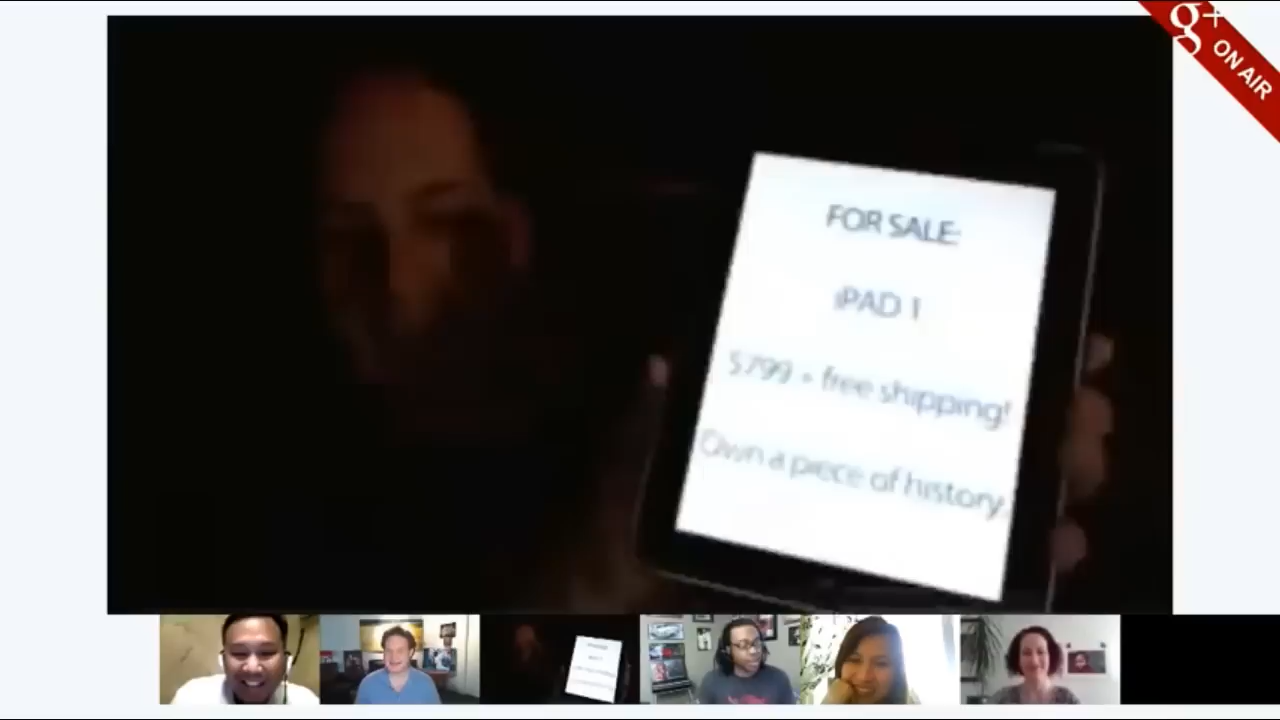 g+
ON AIR
FOR SALE:
iPAD 1
$799 + free shipping!
Own a piece of history.